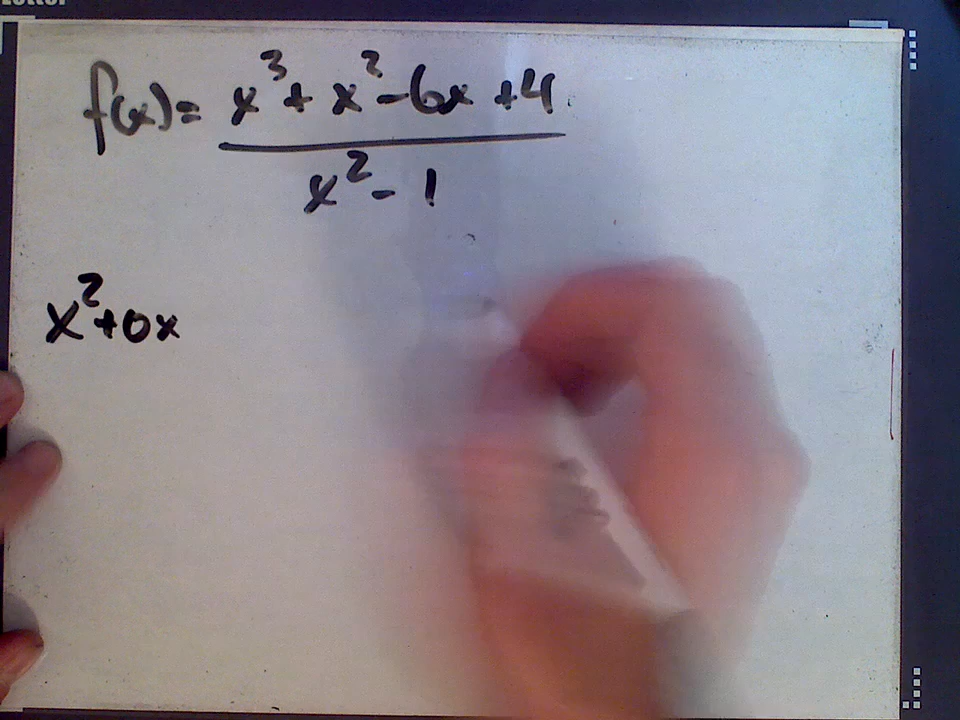 f(x) = x³ + x² - 6x + 4
x² - 1
x² + 0x